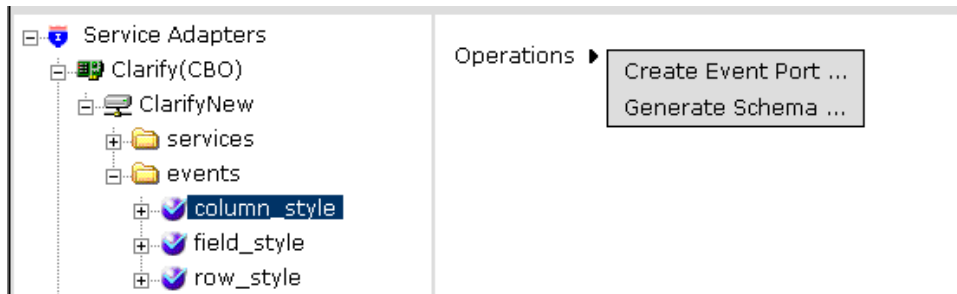 Service Adapters
Clarify(CBO)
ClarifyNew
services
events
column_style
field_style
row_style
Operations
Create Event Port ...
Generate Schema ...